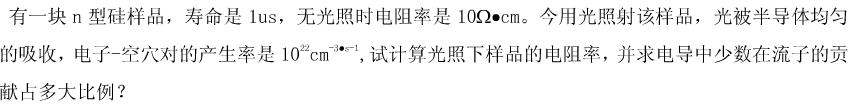 有一块 n 型硅样品，寿命是 1us，无光照时电阻率是 10Ω•cm。今用光照射该样品，光被半导体均匀
的吸收，电子-空穴对的产生率是 10²²cm⁻³•ˢ⁻¹,试计算光照下样品的电阻率，并求电导中少数在流子的贡
献占多大比例？